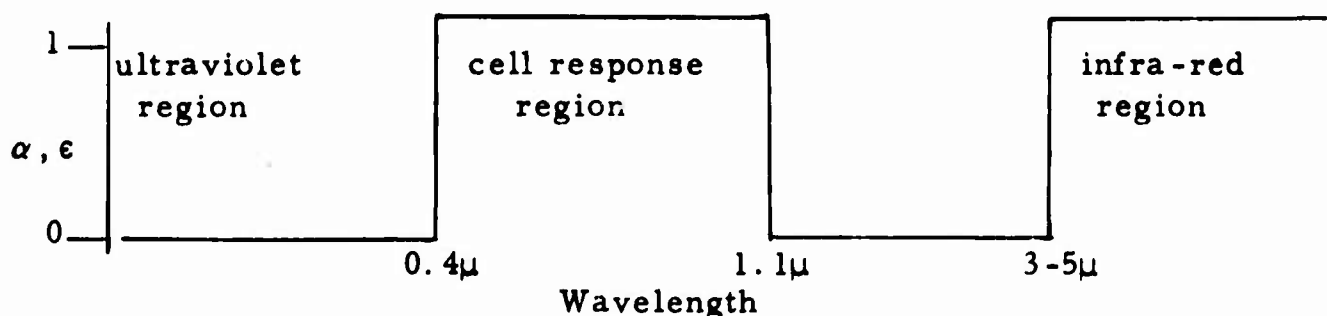 1
ultraviolet
region
cell response
region
infra-red
region
α, ε
0
0.4μ
1.1μ
3-5μ
Wavelength